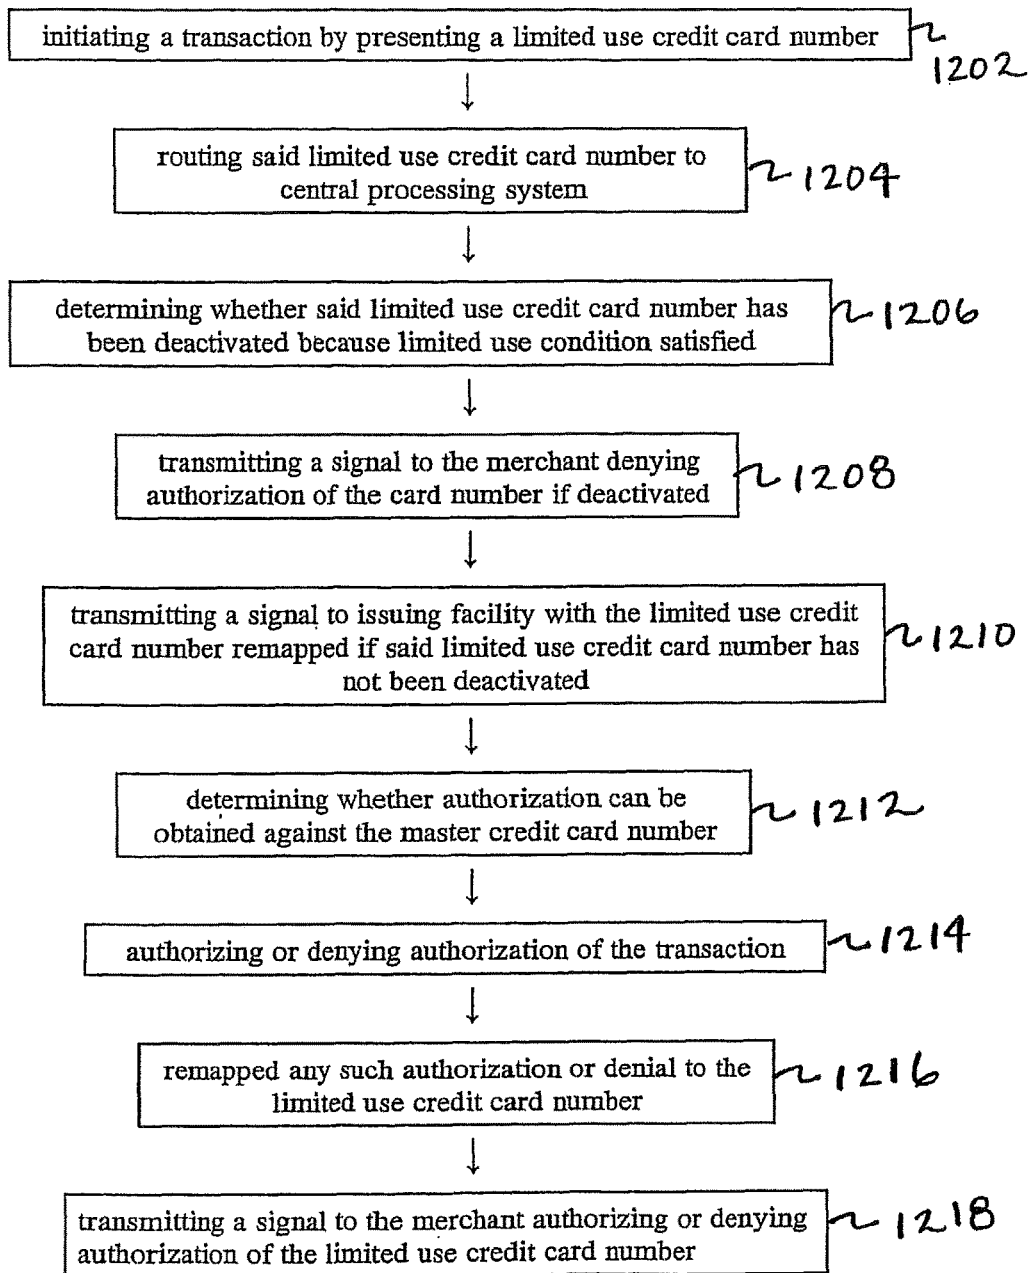 initiating a transaction by presenting a limited use credit card number
1202
routing said limited use credit card number to
central processing system
1204
determining whether said limited use credit card number has
been deactivated because limited use condition satisfied
1206
transmitting a signal to the merchant denying
authorization of the card number if deactivated
1208
transmitting a signal to issuing facility with the limited use credit
card number remapped if said limited use credit card number has
not been deactivated
1210
determining whether authorization can be
obtained against the master credit card number
1212
authorizing or denying authorization of the transaction
1214
remapped any such authorization or denial to the
limited use credit card number
1216
transmitting a signal to the merchant authorizing or denying
authorization of the limited use credit card number
1218